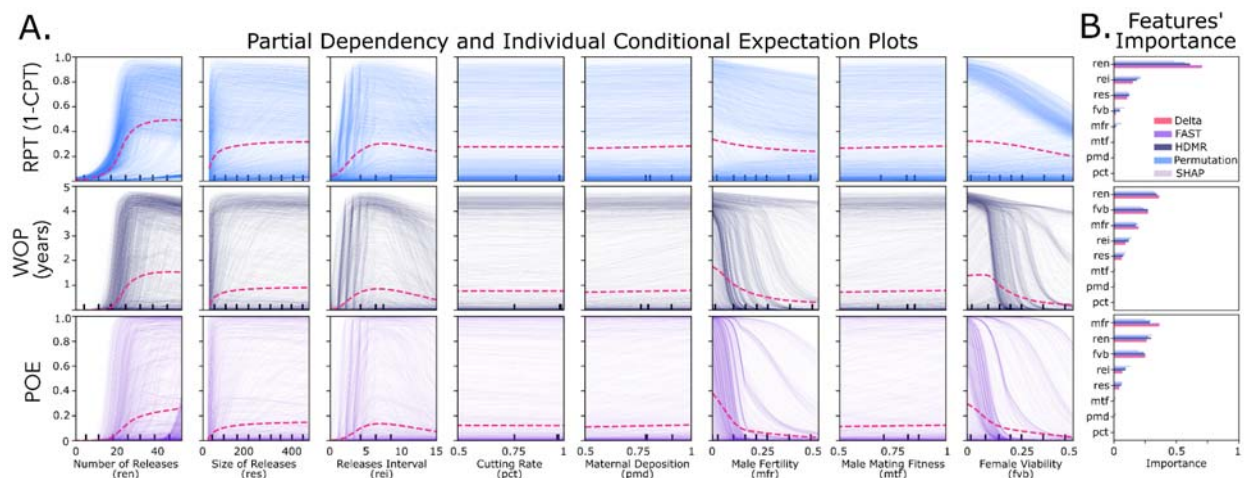 A.
Partial Dependency and Individual Conditional Expectation Plots
B.
Features'
Importance
RPT (1-CPT)
1.0
0.8
0.6
0.4
0.2
WOP
(years)
5
4
3
2
1
0
POE
1.0
0.8
0.6
0.4
0.2
0
0 20 40
Number of Releases
(ren)
0 200 400
Size of Releases
(res)
0 5 10 15
Releases Interval
(rei)
0.5 0.75 1
Cutting Rate
(pct)
0.5 0.75 1
Maternal Deposition
(pmd)
0 0.25 0.5
Male Fertility
(mfr)
0.5 0.75 1
Male Mating Fitness
(mtf)
0 0.25 0.5
Female Viability
(fvb)
ren
rei
res
fvb
mfr
mtf
pmd
pct
Delta
FAST
HDMR
Permutation
SHAP
ren
fvb
mfr
rei
res
mtf
pmd
pct
mfr
ren
fvb
rei
res
mtf
pmd
pct
0 0.5 1
Importance